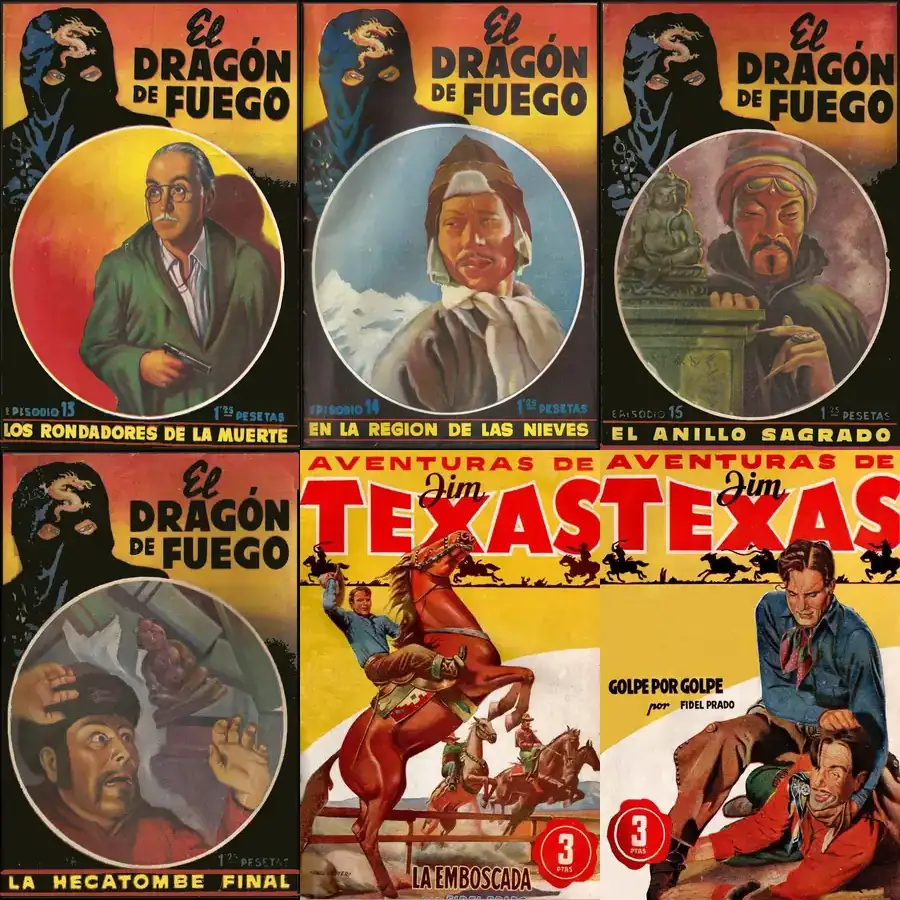 El
DRAGÓN
DE FUEGO
EPISODIO 13
1'25 PESETAS
LOS RONDADORES DE LA MUERTE
El
DRAGÓN
DE FUEGO
EPISODIO 14
1'25 PESETAS
EN LA REGION DE LAS NIEVES
El
DRAGÓN
DE FUEGO
EPISODIO 15
1'25 PESETAS
EL ANILLO SAGRADO
El
DRAGÓN
DE FUEGO
1'25 PESETAS
LA HECATOMBE FINAL
AVENTURAS DE
Jim
TEXAS
LA EMBOSCADA
3
PTAS
AVENTURAS DE
Jim
TEXAS
GOLPE POR GOLPE
por FIDEL PRADO
3
PTAS